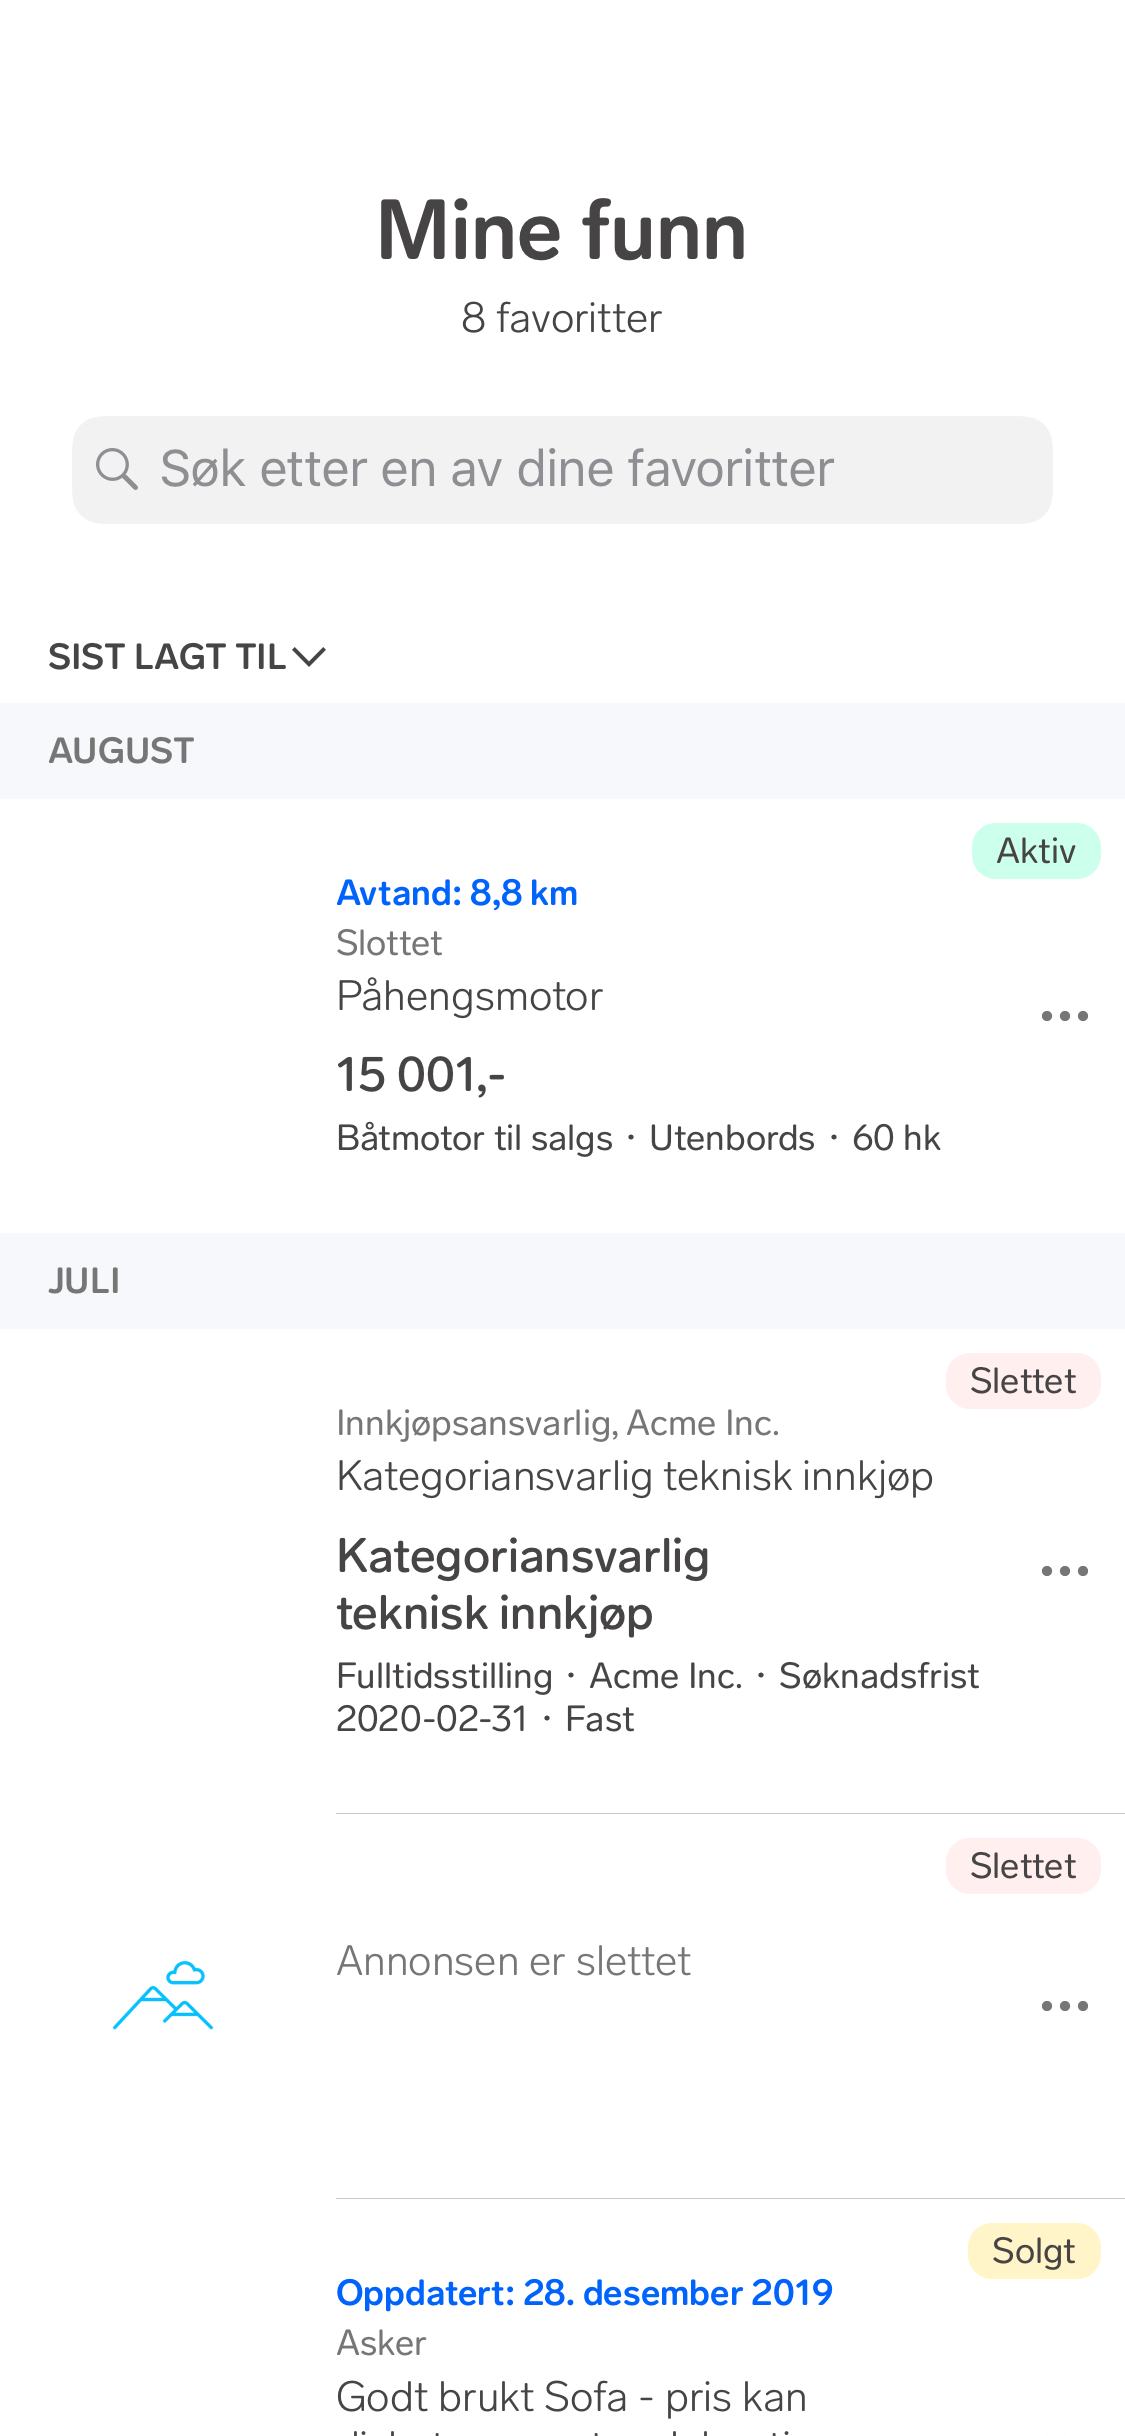 Mine funn
8 favoritter
Søk etter en av dine favoritter
SIST LAGT TIL
AUGUST
Aktiv
Avtand: 8,8 km
Slottet
Påhengsmotor
15 001,-
Båtmotor til salgs · Utenbords · 60 hk
JULI
Slettet
Innkjøpsansvarlig, Acme Inc.
Kategoriansvarlig teknisk innkjøp
Kategoriansvarlig
teknisk innkjøp
Fulltidsstilling · Acme Inc. · Søknadsfrist
2020-02-31 · Fast
Slettet
Annonsen er slettet
Solgt
Oppdatert: 28. desember 2019
Asker
Godt brukt Sofa - pris kan